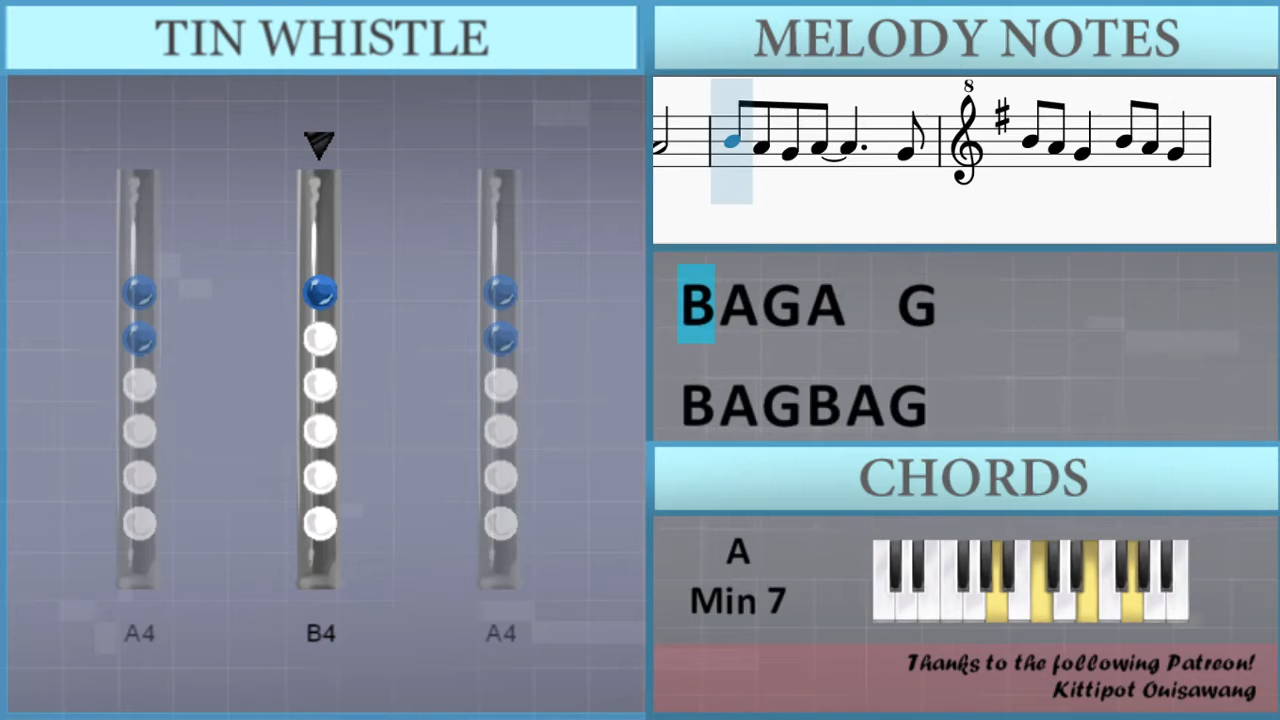 TIN WHISTLE
A4
B4
A4
MELODY NOTES
8
BAGA G
BAGBAG
CHORDS
A
Min 7
Thanks to the following Patreon!
Kittipot Ouisawang